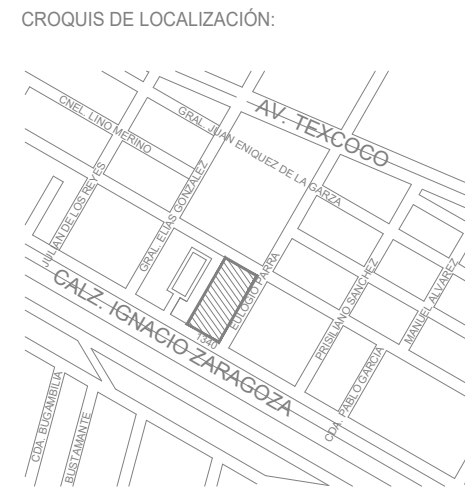 CROQUIS DE LOCALIZACIÓN:
AV. TEXCOCO
CNEL. LINO MERINO
GRAL. JUAN ENIQUEZ DE LA GARZA
JULIAN DE LOS REYES
GRAL. ELIAS GONZALEZ
EULOGIO PARRA
PRISILIANO SANCHEZ
MANUEL ALVAREZ
CALZ. IGNACIO ZARAGOZA
1340
CDA. PABLO GARCIA
CDA. BUGAMBILIA
BUSTAMANTE